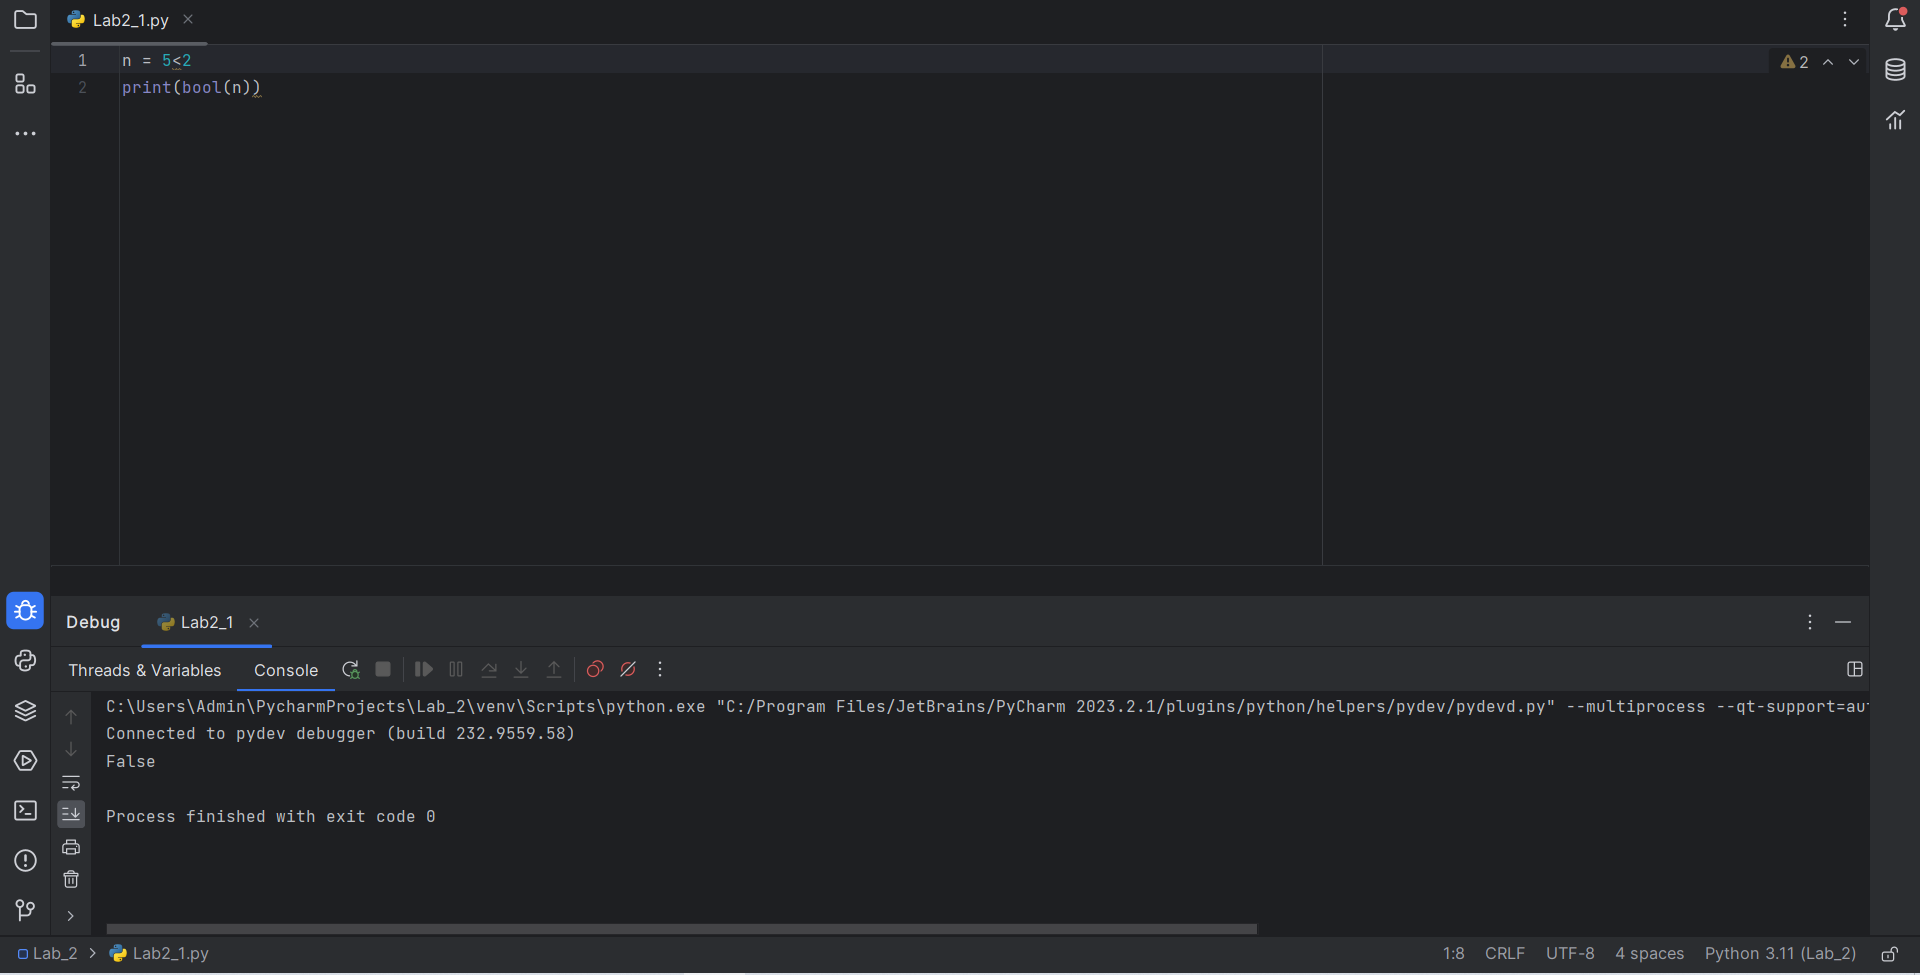 Lab2_1.py
1 n = 5<2
2
2 print(bool(n))
Debug Lab2_1
Threads & Variables Console
C:\Users\Admin\PycharmProjects\Lab_2\venv\Scripts\python.exe "C:/Program Files/JetBrains/PyCharm 2023.2.1/plugins/python/helpers/pydev/pydevd.py" --multiprocess --qt-support=au
Connected to pydev debugger (build 232.9559.58)
False
Process finished with exit code 0
Lab_2 > Lab2_1.py 1:8 CRLF UTF-8 4 spaces Python 3.11 (Lab_2)